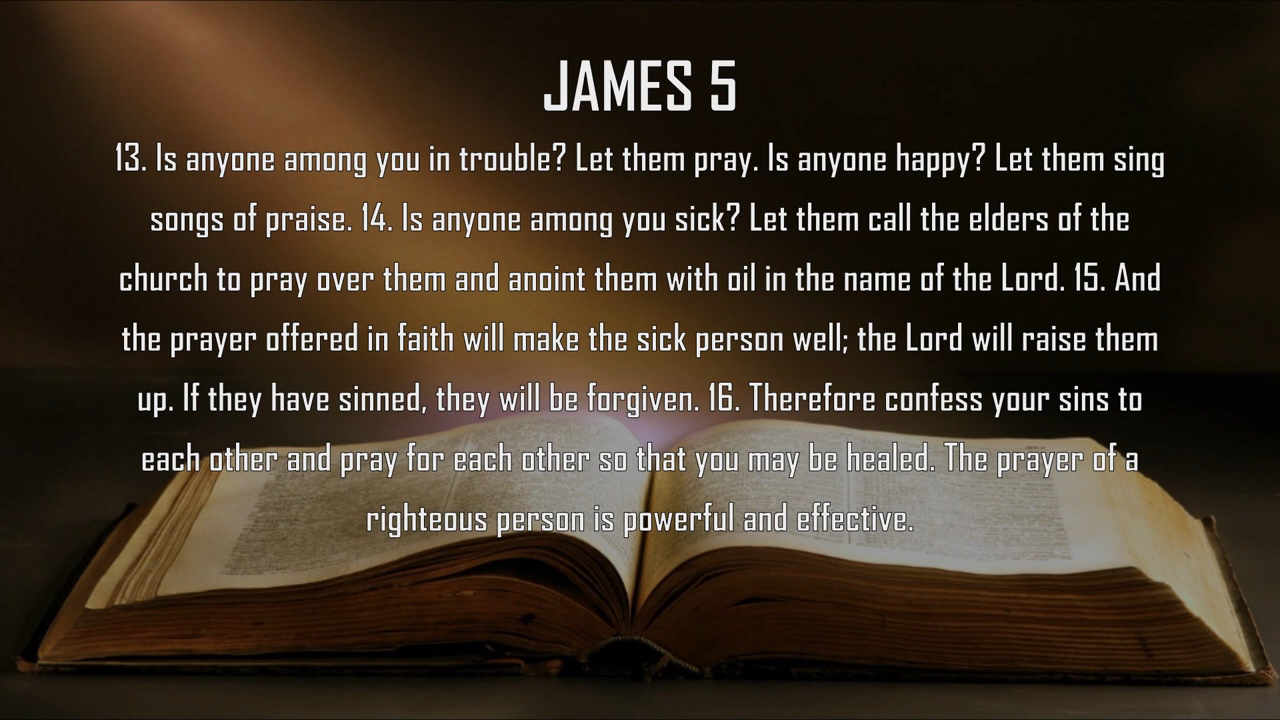 JAMES 5
13. Is anyone among you in trouble? Let them pray. Is anyone happy? Let them sing
songs of praise. 14. Is anyone among you sick? Let them call the elders of the
church to pray over them and anoint them with oil in the name of the Lord. 15. And
the prayer offered in faith will make the sick person well; the Lord will raise them
up. If they have sinned, they will be forgiven. 16. Therefore confess your sins to
each other and pray for each other so that you may be healed. The prayer of a
righteous person is powerful and effective.